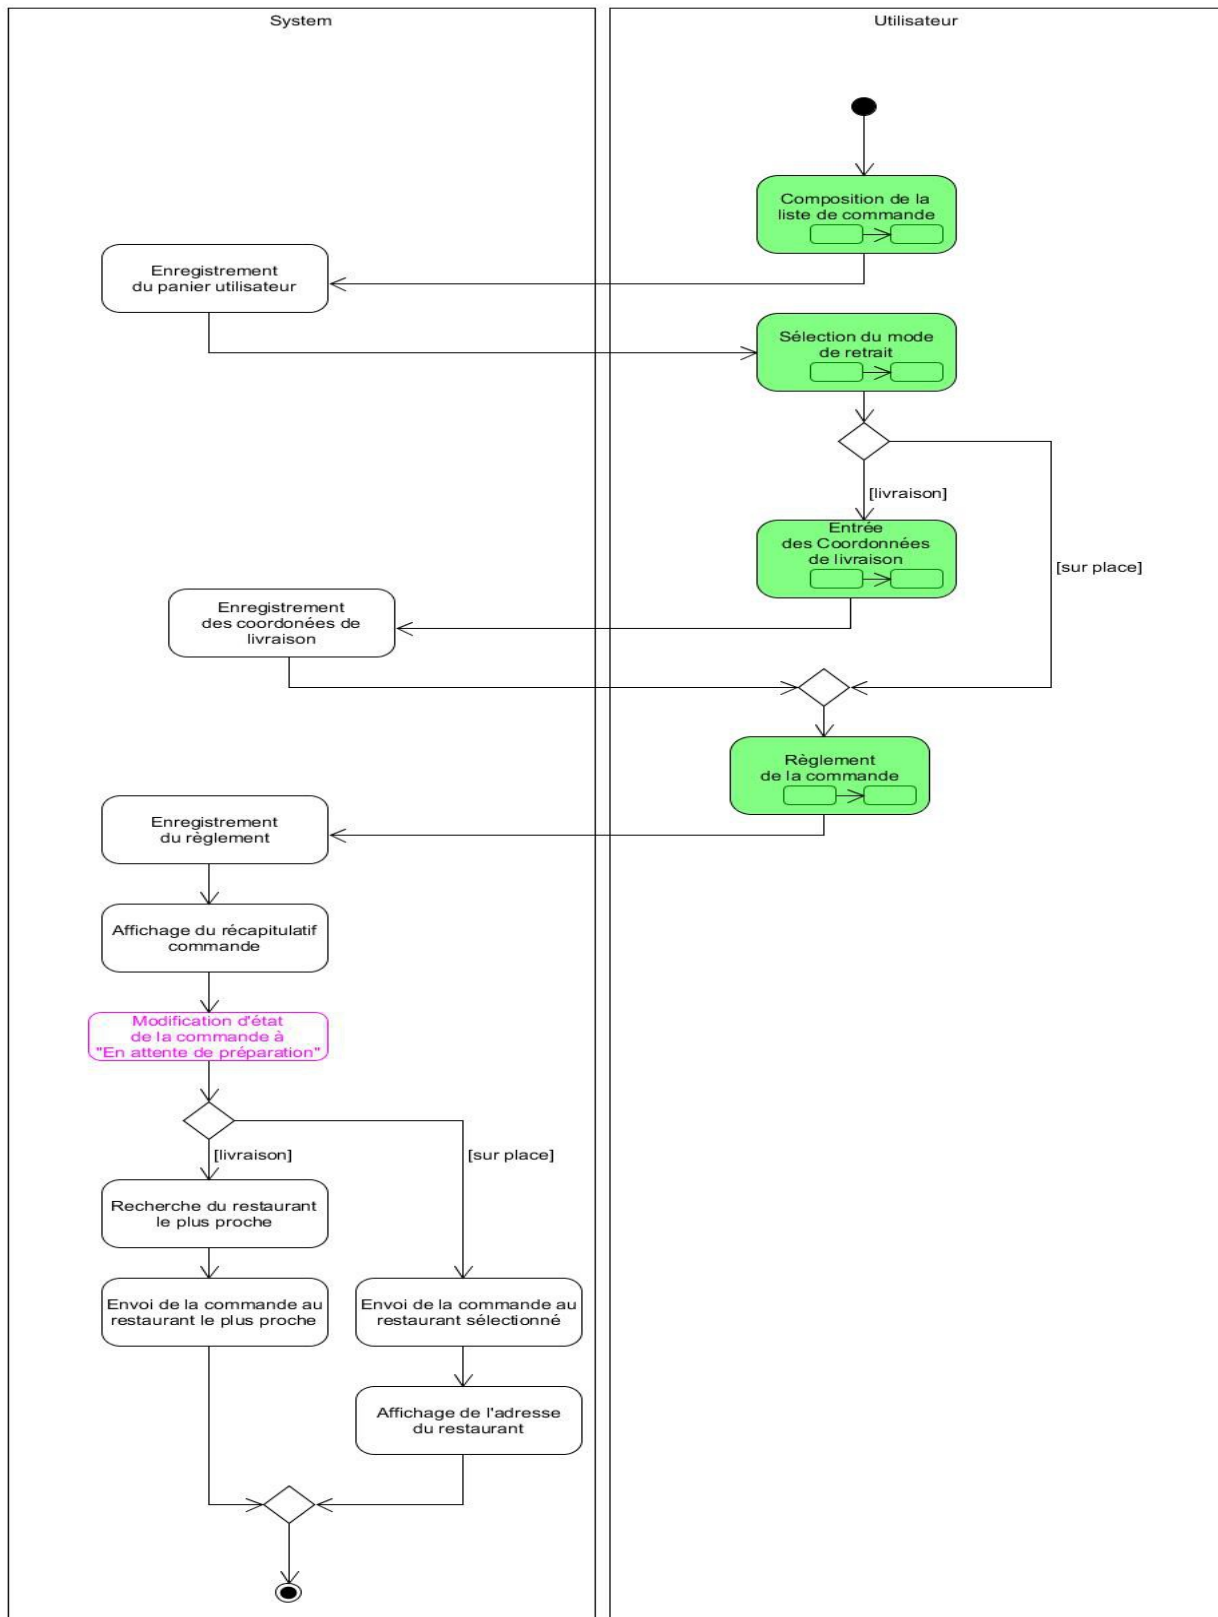 System
Utilisateur
Composition de la
liste de commande
Enregistrement
du panier utilisateur
Sélection du mode
de retrait
[livraison]
Entrée
des Coordonnées
de livraison
[sur place]
Enregistrement
des coordonées de
livraison
Règlement
de la commande
Enregistrement
du règlement
Affichage du récapitulatif
commande
Modification d'état
de la commande à
"En attente de préparation"
[livraison]
[sur place]
Recherche du restaurant
le plus proche
Envoi de la commande au
restaurant le plus proche
Envoi de la commande au
restaurant sélectionné
Affichage de l'adresse
du restaurant